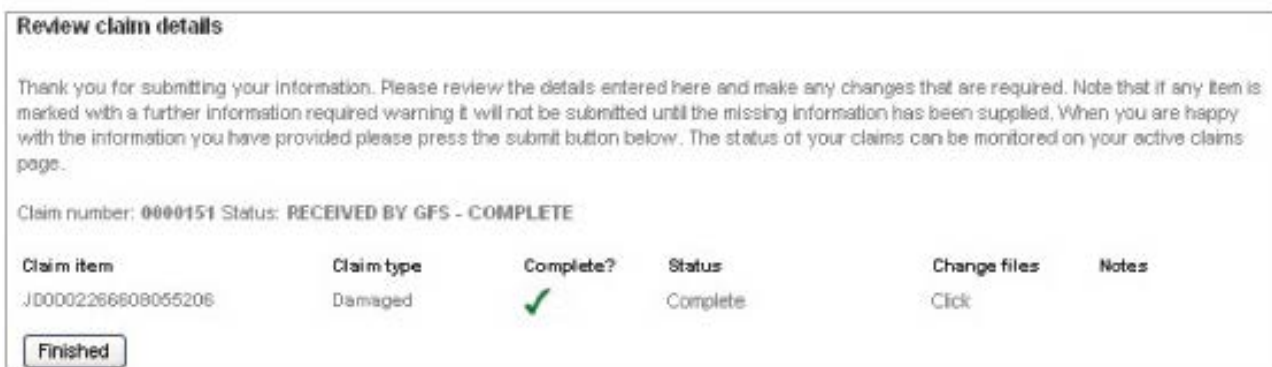 Review claim details
Thank you for submitting your information. Please review the details entered here and make any changes that are required. Note that if any item is
marked with a further information required warning it will not be submitted until the missing information has been supplied. When you are happy
with the information you have provided please press the submit button below. The status of your claims can be monitored on your active claims
page.
Claim number: 0000151 Status: RECEIVED BY GFS - COMPLETE
Claim item Claim type Complete? Status Change files Notes
JD0002266608055206 Damaged Complete Click
Finished